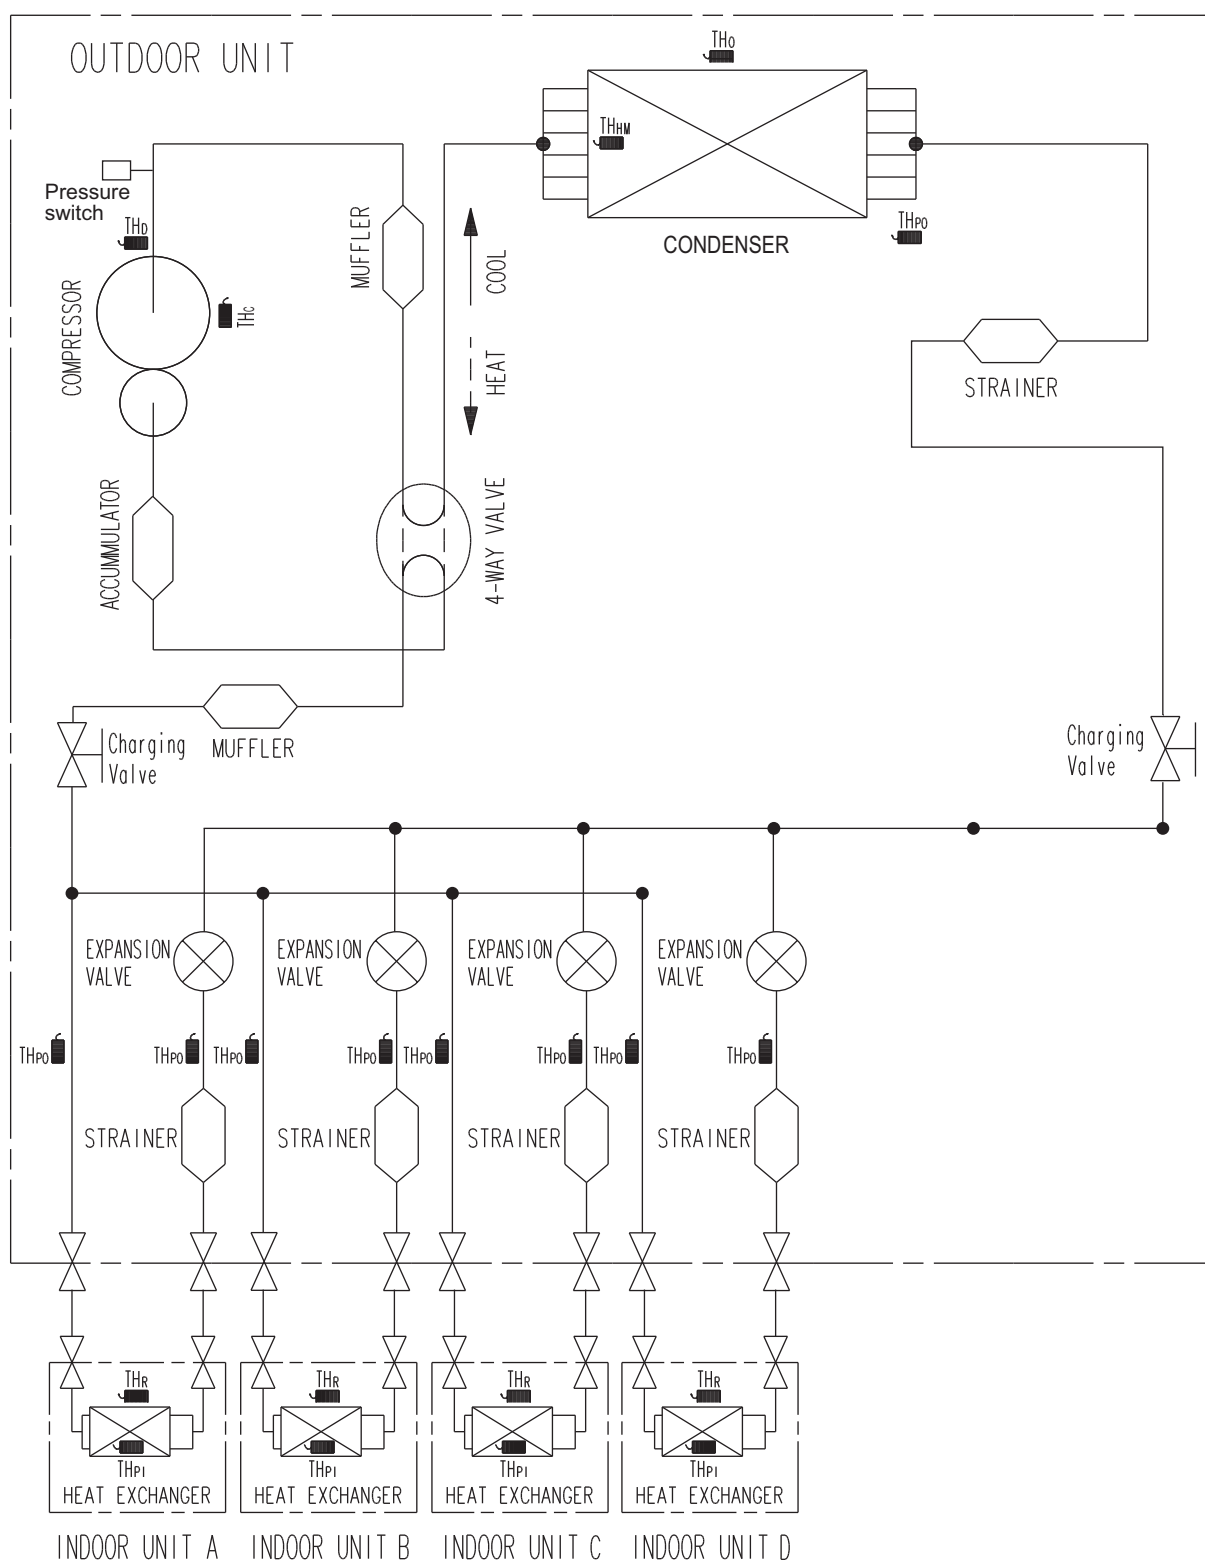 OUTDOOR UNIT
THO
THHM
Pressure
switch
THD
MUFFLER
COOL
THPO
CONDENSER
COMPRESSOR
THC
HEAT
STRAINER
ACCUMMULATOR
4-WAY VALVE
Charging
Valve
MUFFLER
Charging
Valve
EXPANSION
VALVE
EXPANSION
VALVE
EXPANSION
VALVE
EXPANSION
VALVE
THPO
THPO
THPO
THPO
THPO
THPO
THPO
THPO
STRAINER
STRAINER
STRAINER
STRAINER
THR
THR
THR
THR
THPI
THPI
THPI
THPI
HEAT EXCHANGER
HEAT EXCHANGER
HEAT EXCHANGER
HEAT EXCHANGER
INDOOR UNIT A
INDOOR UNIT B
INDOOR UNIT C
INDOOR UNIT D